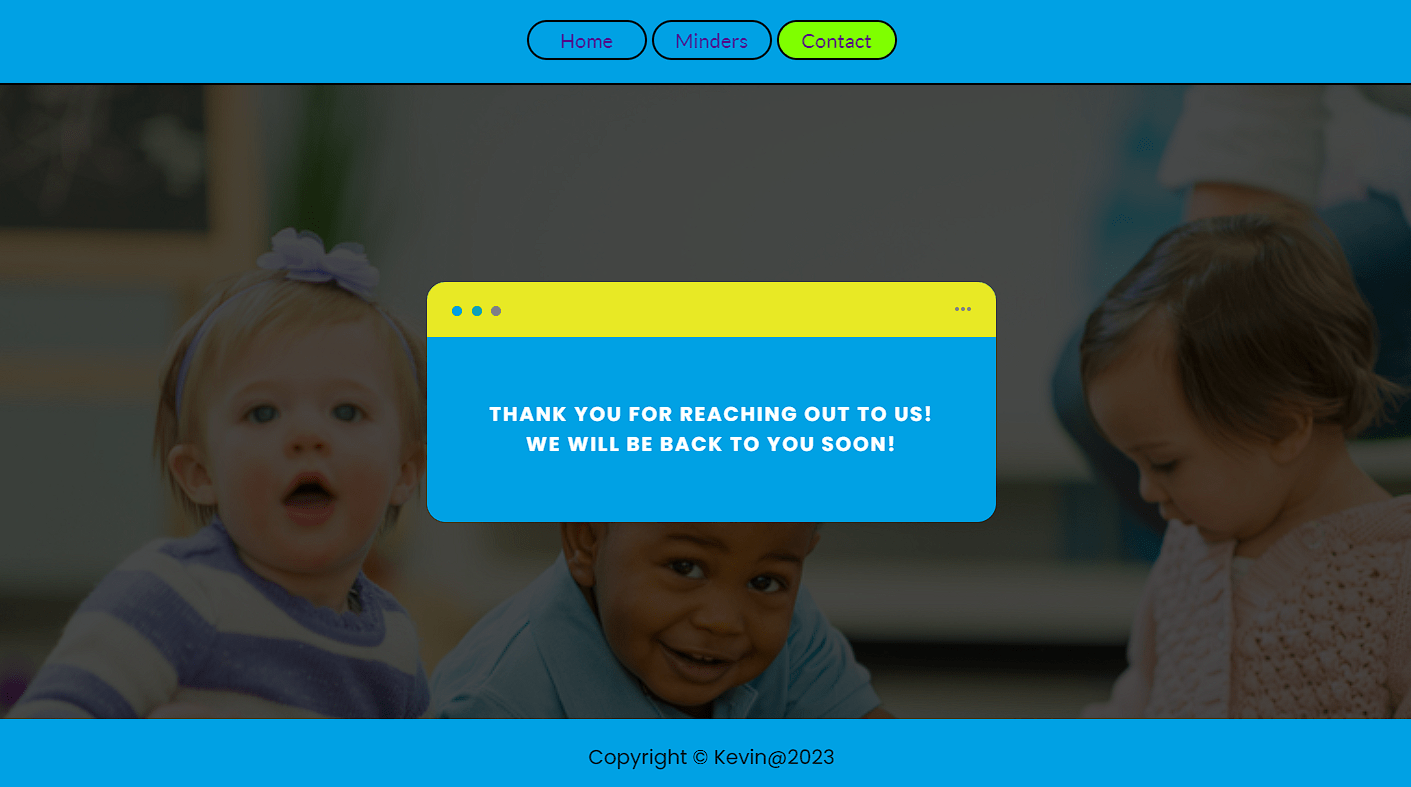 Home Minders Contact
THANK YOU FOR REACHING OUT TO US!
WE WILL BE BACK TO YOU SOON!
Copyright © Kevin@2023